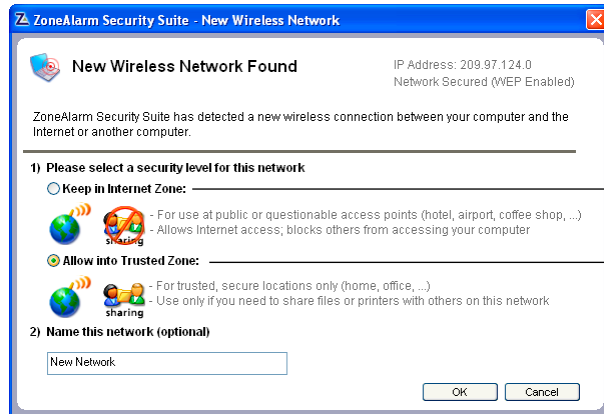 ZoneAlarm Security Suite - New Wireless Network
New Wireless Network Found
IP Address: 209.97.124.0
Network Secured (WEP Enabled)
ZoneAlarm Security Suite has detected a new wireless connection between your computer and the
Internet or another computer.
1) Please select a security level for this network
Keep in Internet Zone:
- For use at public or questionable access points (hotel, airport, coffee shop, ...)
- Allows Internet access; blocks others from accessing your computer
sharing
Allow into Trusted Zone:
- For trusted, secure locations only (home, office, ...)
- Use only if you need to share files or printers with others on this network
sharing
2) Name this network (optional)
New Network
OK Cancel